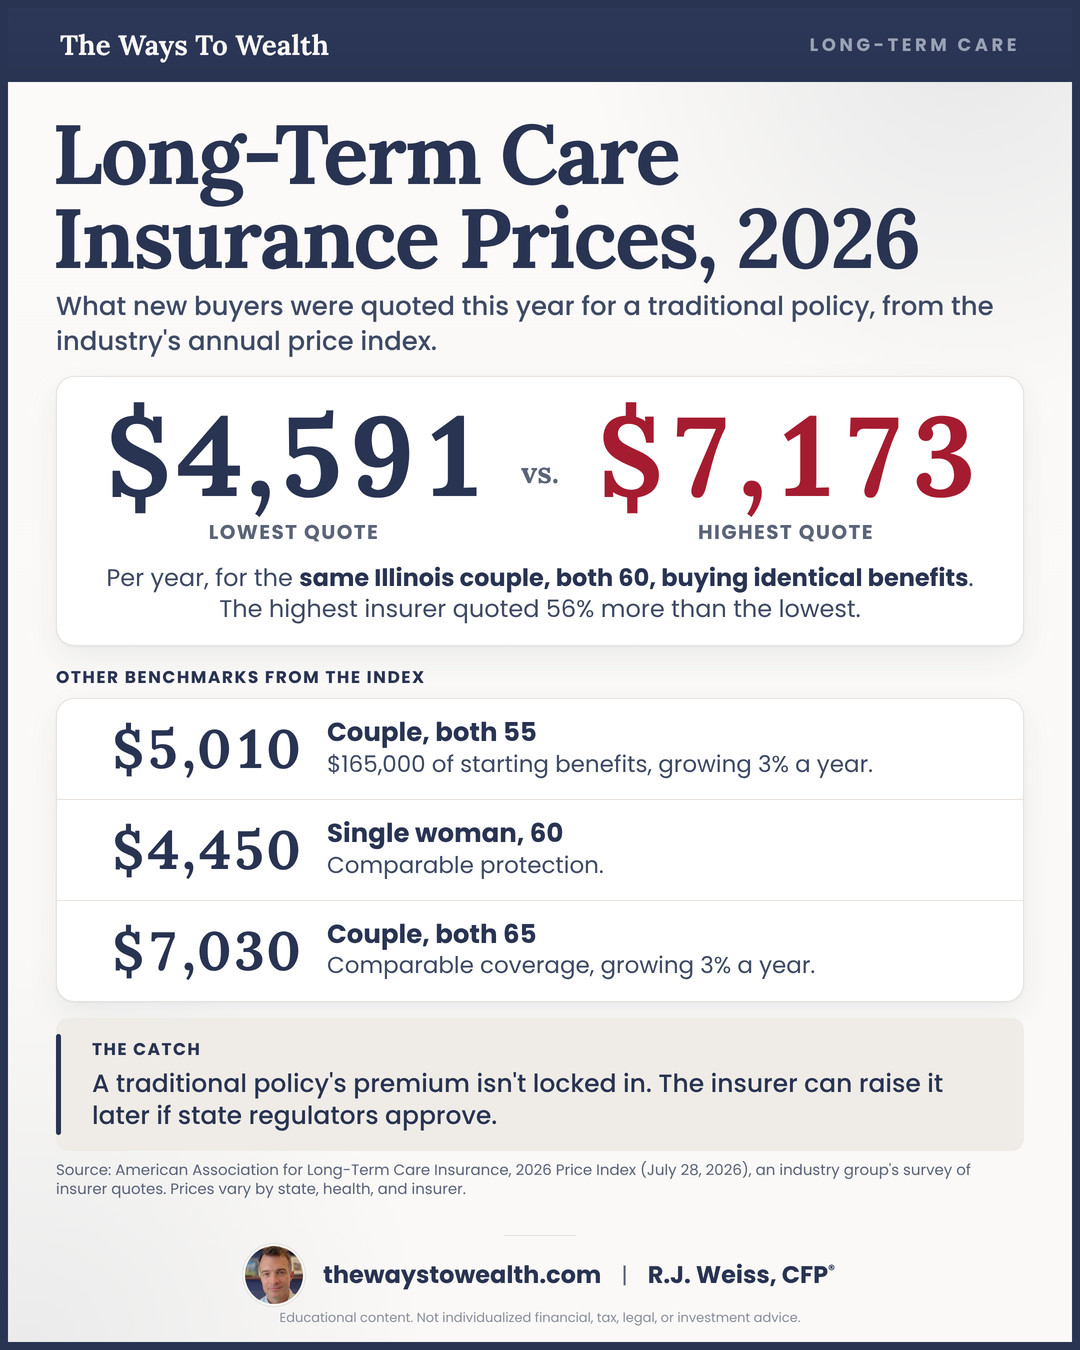 The Ways To Wealth
LONG-TERM CARE
Long-Term Care
Insurance Prices, 2026
What new buyers were quoted this year for a traditional policy, from the
industry's annual price index.
$4,591
vs.
$7,173
LOWEST QUOTE
HIGHEST QUOTE
Per year, for the same Illinois couple, both 60, buying identical benefits.
The highest insurer quoted 56% more than the lowest.
OTHER BENCHMARKS FROM THE INDEX
$5,010
Couple, both 55
$165,000 of starting benefits, growing 3% a year.
$4,450
Single woman, 60
Comparable protection.
$7,030
Couple, both 65
Comparable coverage, growing 3% a year.
THE CATCH
A traditional policy's premium isn't locked in. The insurer can raise it
later if state regulators approve.
Source: American Association for Long-Term Care Insurance, 2026 Price Index (July 28, 2026), an industry group's survey of
insurer quotes. Prices vary by state, health, and insurer.
thewaystowealth.com | R.J. Weiss, CFP®
Educational content. Not individualized financial, tax, legal, or investment advice.